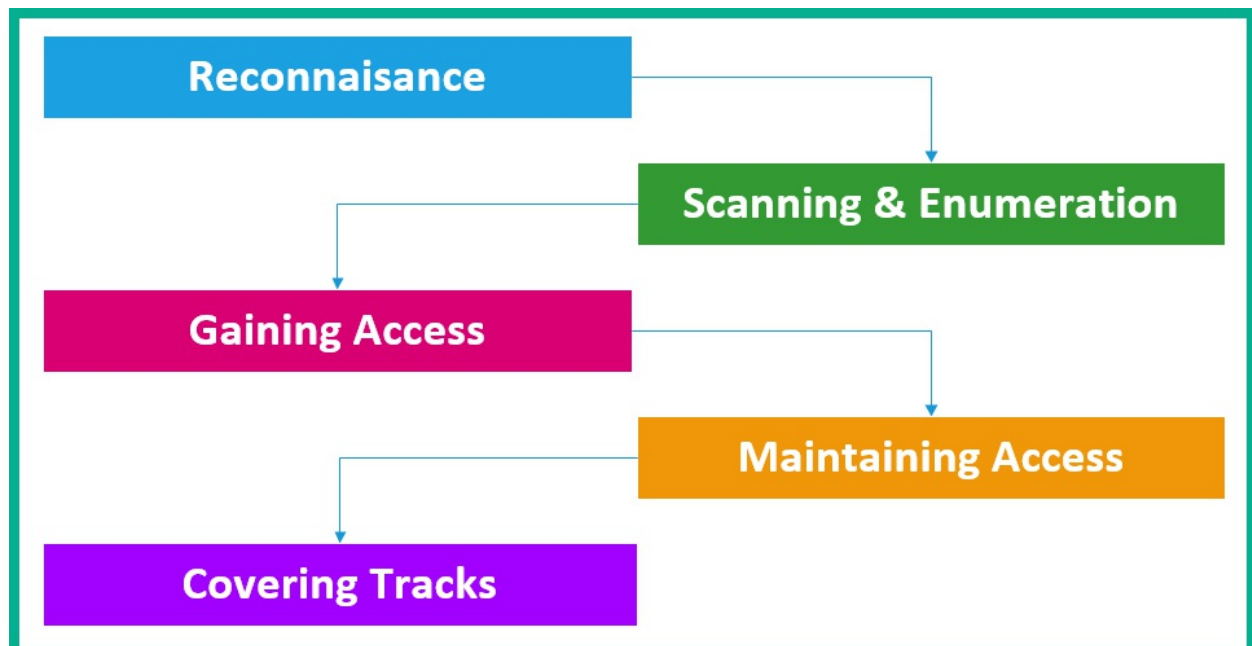 Reconnaisance
Scanning & Enumeration
Gaining Access
Maintaining Access
Covering Tracks